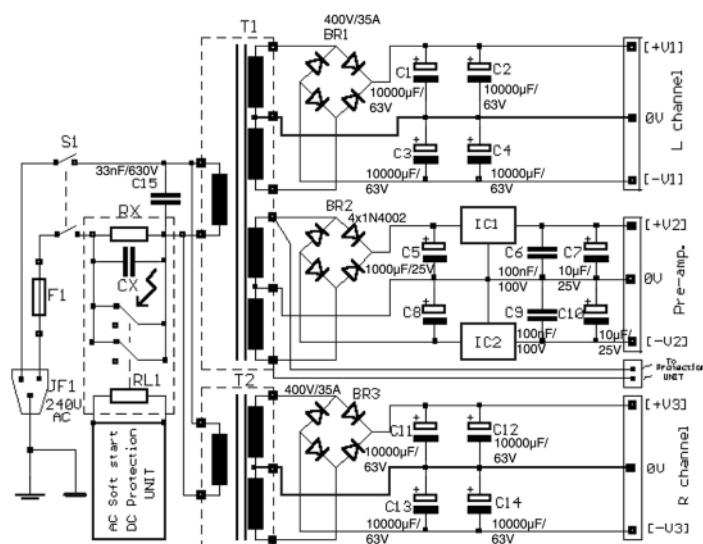 T1
400V/35A
BR1
C1
10000µF/
63V
C2
10000µF/
63V
C3
10000µF/
63V
C4
10000µF/
63V
[+V1]
0V
[-V1]
L channel
S1
33nF/630V
C15
RX
CX
F1
RL1
JF1
240V
AC
AC Soft start
DC Protection
UNIT
BR2
4x1N4002
1000µF/25V
C5
C8
IC1
IC2
C6
100nF/
100V
C7
10µF/
25V
C9
100nF/
100V
C10
10µF/
25V
[+V2]
0V
[-V2]
Pre-amp.
To
Protection
UNIT
T2
400V/35A
BR3
C11
10000µF/
63V
C12
10000µF/
63V
C13
10000µF/
63V
C14
10000µF/
63V
[+V3]
0V
[-V3]
R channel